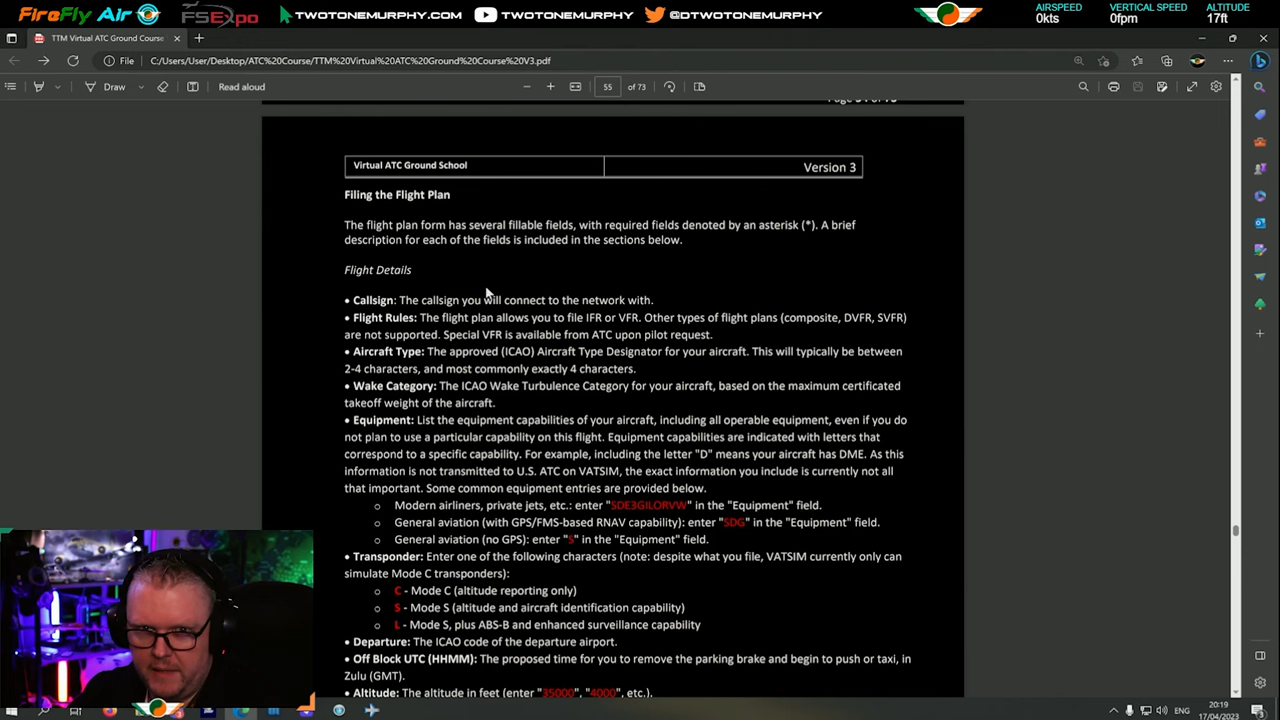 FireFly Air
FSExpo
TWOTONEMURPHY.COM
TWOTONEMURPHY
@DTWOTONEMURPHY
AIRSPEED
0kts
VERTICAL SPEED
0fpm
ALTITUDE
17ft
TTM Virtual ATC Ground Course
File
C:/Users/User/Desktop/ATC%20Course/TTM%20Virtual%20ATC%20Ground%20Course%20V3.pdf
Draw
Read aloud
55
of 73
Virtual ATC Ground School
Version 3
Filing the Flight Plan
The flight plan form has several fillable fields, with required fields denoted by an asterisk (*). A brief
description for each of the fields is included in the sections below.
Flight Details
• Callsign: The callsign you will connect to the network with.
• Flight Rules: The flight plan allows you to file IFR or VFR. Other types of flight plans (composite, DVFR, SVFR)
are not supported. Special VFR is available from ATC upon pilot request.
• Aircraft Type: The approved (ICAO) Aircraft Type Designator for your aircraft. This will typically be between
2-4 characters, and most commonly exactly 4 characters.
• Wake Category: The ICAO Wake Turbulence Category for your aircraft, based on the maximum certificated
takeoff weight of the aircraft.
• Equipment: List the equipment capabilities of your aircraft, including all operable equipment, even if you do
not plan to use a particular capability on this flight. Equipment capabilities are indicated with letters that
correspond to a specific capability. For example, including the letter "D" means your aircraft has DME. As this
information is not transmitted to U.S. ATC on VATSIM, the exact information you include is currently not all
that important. Some common equipment entries are provided below.
o Modern airliners, private jets, etc.: enter "SDE3GILORVW" in the "Equipment" field.
o General aviation (with GPS/FMS-based RNAV capability): enter "SDG" in the "Equipment" field.
o General aviation (no GPS): enter "S" in the "Equipment" field.
• Transponder: Enter one of the following characters (note: despite what you file, VATSIM currently only can
simulate Mode C transponders):
o C - Mode C (altitude reporting only)
o S - Mode S (altitude and aircraft identification capability)
o L - Mode S, plus ABS-B and enhanced surveillance capability
• Departure: The ICAO code of the departure airport.
• Off Block UTC (HHMM): The proposed time for you to remove the parking brake and begin to push or taxi, in
Zulu (GMT).
• Altitude: The altitude in feet (enter "35000", "4000", etc.).
ENG
20:19
17/04/2023